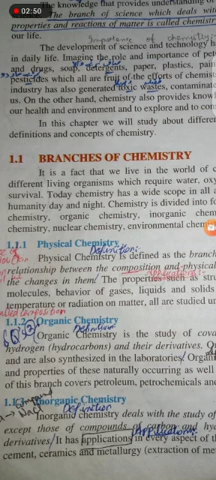 02:50
the knowledge that provides understanding o
The branch of science which deals with
properties and reactions of matter is called chemistr
our life.
Importance of chemistry
The development of science and technology h
in daily life. Imaging the role and importance of pet
and drugs, soap, detergents, paper, plastics, pain
pesticides which all are fruit of the efforts of chemist
industry has also generated toxic wastes, contaminat
us. On the other hand, chemistry also provides know
our health and environment and to explore and to con
In this chapter we will study about different
definitions and concepts of chemistry.
1.1 BRANCHES OF CHEMISTRY
It is a fact that we live in the world of c
different living organisms which require water, oxy
survival. Today chemistry has a wide scope in all a
humanity day and night. Chemistry is divided into fo
chemistry, organic chemistry, inorganic chem
chemistry, nuclear chemistry, environmental chem
1.1.1 Physical Chemistry
Definition:
Physical Chemistry is defined as the branch
relationship between the composition and physical
the changes in them. The properties such as stru
molecules, behavior of gases, liquids and solids
temperature or radiation on matter, all are studied u
1.1.2 Organic Chemistry
Definition
Organic Chemistry is the study of cova
hydrogen (hydrocarbons) and their derivatives. O
and are also synthesized in the laboratories. Organ
and properties of these naturally occurring as well
of this branch covers petroleum, petrochemicals and
1.1.3 Inorganic Chemistry
Definition
Inorganic chemistry deals with the study of
except those of compounds of carbon and hy
derivatives. It has applications in every aspect of th
cement, ceramics and metallurgy (extraction of me